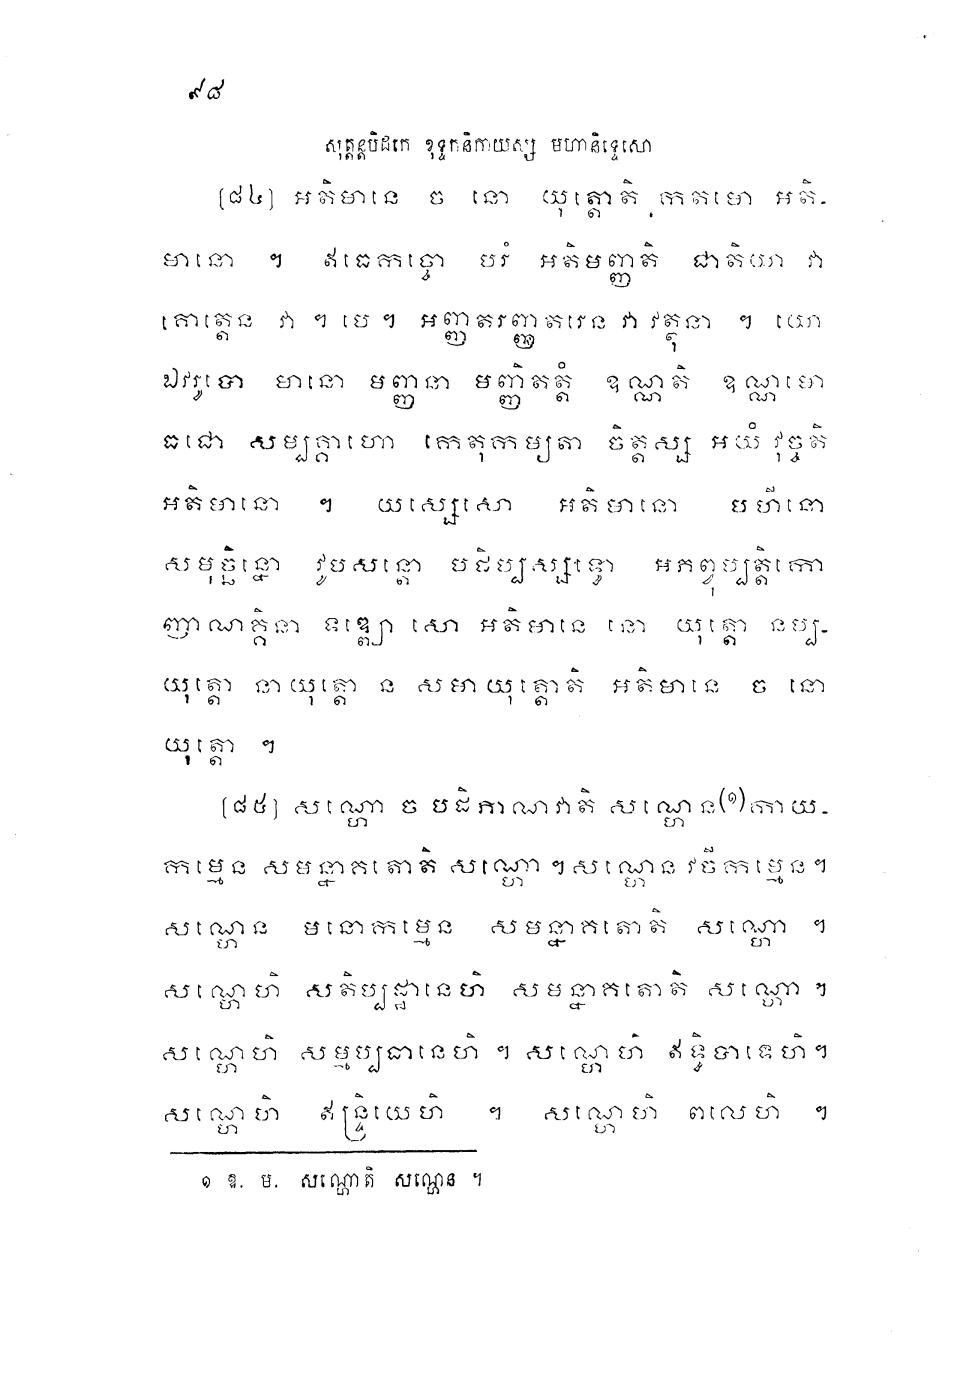 ៩៨
សុត្តន្តបិដកេ ខុទ្ទកនិកាយស្ស មហានិទ្ទេសោ
[៨៤] អតិមានេ ច នោ យុត្តោតិ កតមោ អតិ-
មានោ ។ ឥធេកច្ចោ បរំ អតិមញ្ញតិ ជាតិយា វា
គោត្តេន វា ។ បេ ។ អញ្ញតរញ្ញតរេន វា វត្ថុនា ។ យោ
ឯវរូបោ មានោ មញ្ញនា មញ្ញិតត្តំ ឧណ្ណតិ ឧណ្ណមោ
ធជោ សម្បគ្គាហោ កេតុកម្យតា ចិត្តស្ស អយំ វុច្ចតិ
អតិមានោ ។ យស្សេសោ អតិមានោ បហីនោ
សមុច្ឆិន្នោ វូបសន្តោ បដិប្បស្សទ្ធោ អភព្វុប្បត្តិកោ
ញាណគ្គិនា ទឌ្ឍោ សោ អតិមានេ នោ យុត្តោ នប្ប-
យុត្តោ នាយុត្តោ ន សមាយុត្តោតិ អតិមានេ ច នោ
យុត្តោ ។
[៨៥] សណ្ហោ ច បដិភាណវាតិ សណ្ហេន(១)កាយ-
កម្មេន សមន្នាគតោតិ សណ្ហោ ។ សណ្ហេន វចីកម្មេន ។
សណ្ហេន មនោកម្មេន សមន្នាគតោតិ សណ្ហោ ។
សណ្ហេហិ សតិប្បដ្ឋានេហិ សមន្នាគតោតិ សណ្ហោ ។
សណ្ហេហិ សម្មប្បធានេហិ ។ សណ្ហេហិ ឥទ្ធិបាទេហិ ។
សណ្ហេហិ ឥន្ទ្រិយេហិ ។ សណ្ហេហិ ពលេហិ ។
១ ឱ. ម. សណ្ហោតិ សណ្ហេន ។